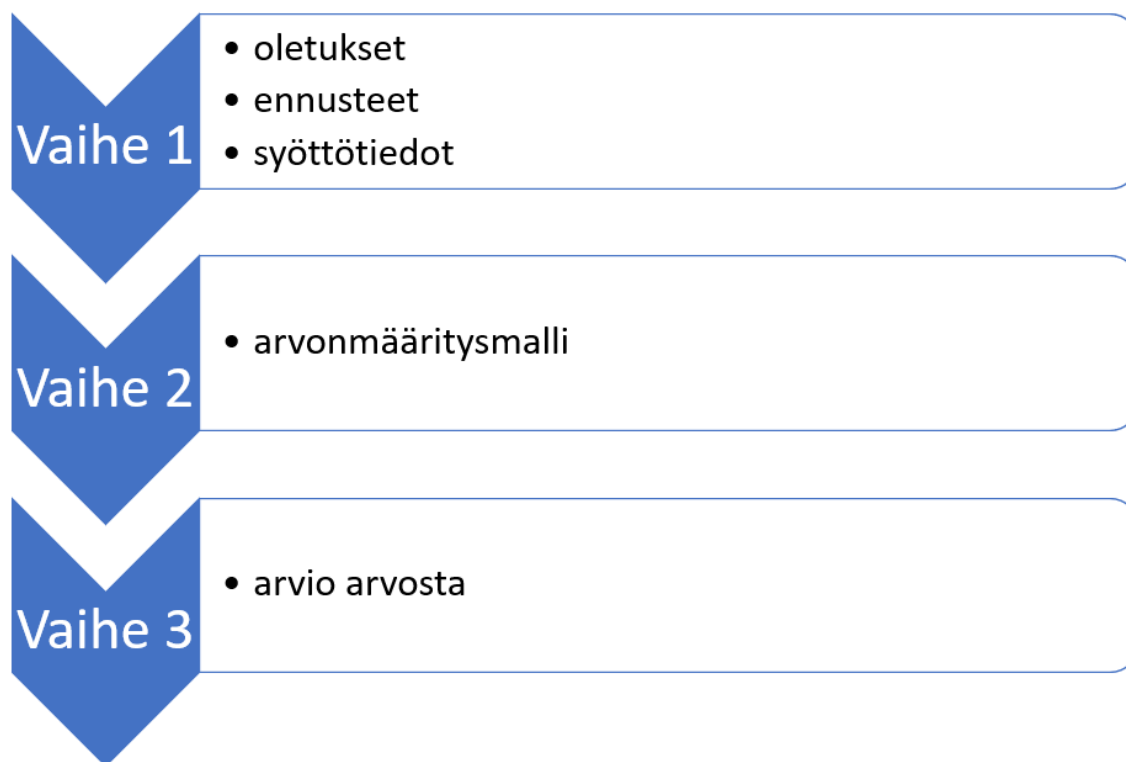 Vaihe 1
• oletukset
• ennusteet
• syöttötiedot
Vaihe 2
• arvonmääritysmalli
Vaihe 3
• arvio arvosta